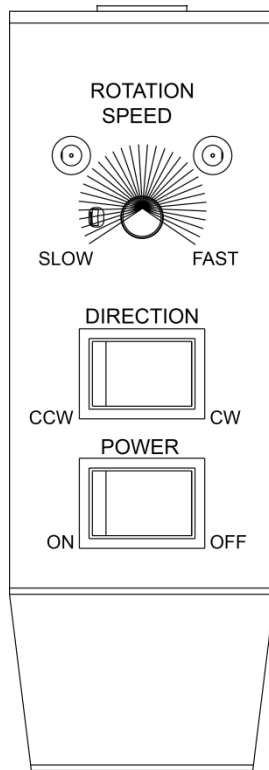 ROTATION
SPEED
SLOW FAST
DIRECTION
CCW CW
POWER
ON OFF